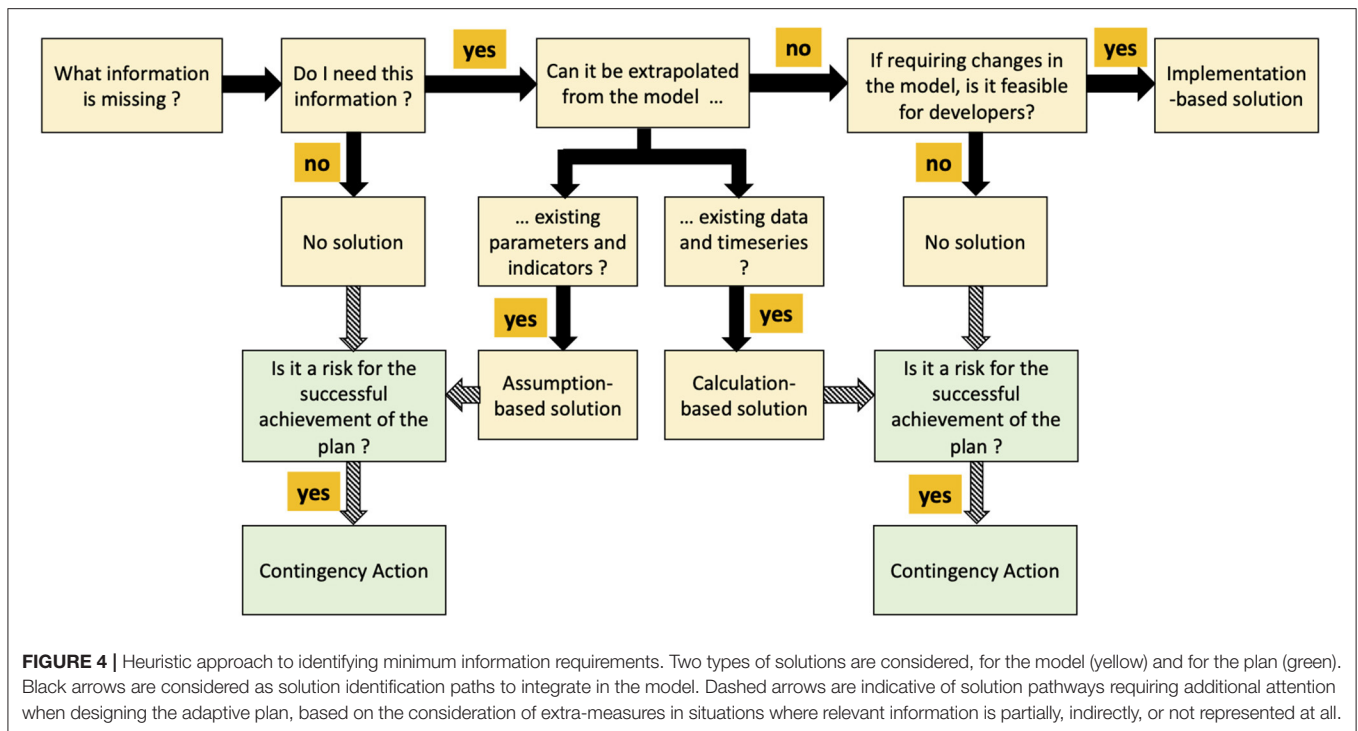 yes
no
yes
What information
is missing ?
Do I need this
information ?
Can it be extrapolated
from the model ...
If requiring changes in
the model, is it feasible
for developers?
Implementation
-based solution
no
no
No solution
... existing
parameters and
indicators ?
... existing data
and timeseries
?
No solution
yes
yes
Is it a risk for the
successful
achievement of the
plan ?
Assumption-
based solution
Calculation-
based solution
Is it a risk for the
successful
achievement of the
plan ?
yes
yes
Contingency Action
Contingency Action
FIGURE 4 | Heuristic approach to identifying minimum information requirements. Two types of solutions are considered, for the model (yellow) and for the plan (green).
Black arrows are considered as solution identification paths to integrate in the model. Dashed arrows are indicative of solution pathways requiring additional attention
when designing the adaptive plan, based on the consideration of extra-measures in situations where relevant information is partially, indirectly, or not represented at all.